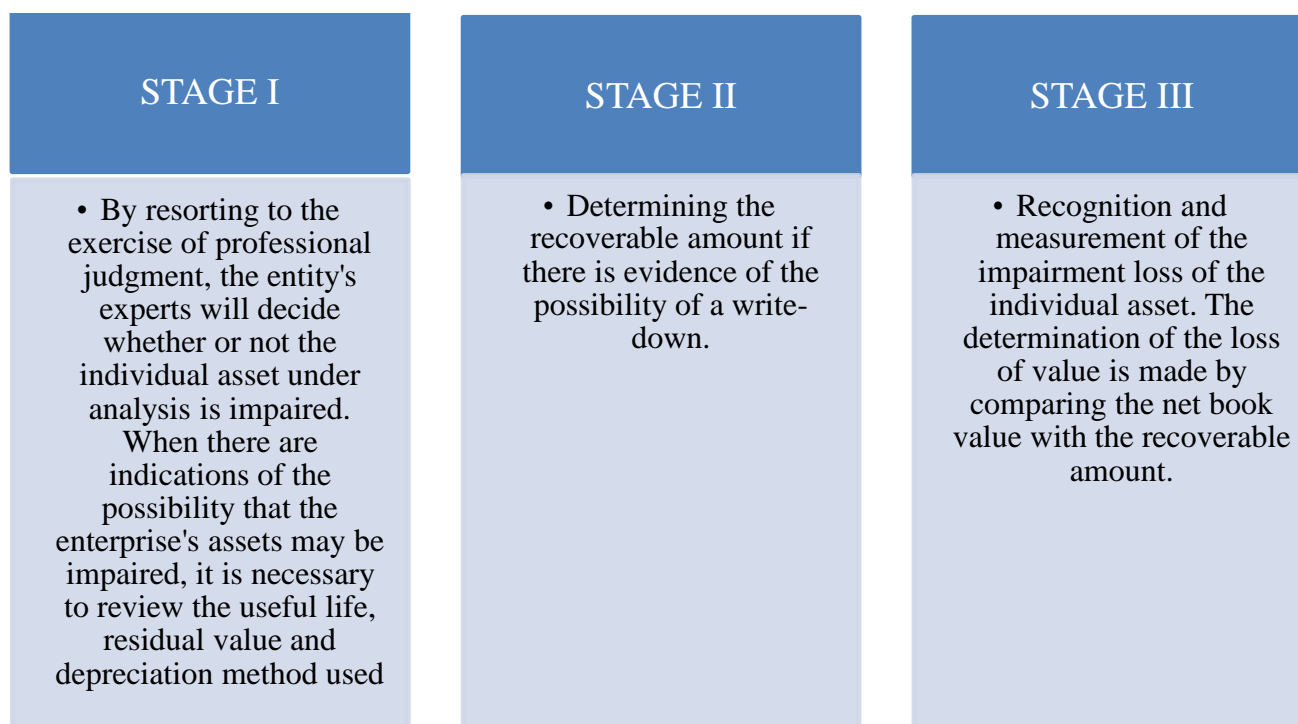 STAGE I
• By resorting to the
exercise of professional
judgment, the entity's
experts will decide
whether or not the
individual asset under
analysis is impaired.
When there are
indications of the
possibility that the
enterprise's assets may be
impaired, it is necessary
to review the useful life,
residual value and
depreciation method used
STAGE II
• Determining the
recoverable amount if
there is evidence of the
possibility of a write-
down.
STAGE III
• Recognition and
measurement of the
impairment loss of the
individual asset. The
determination of the loss
of value is made by
comparing the net book
value with the recoverable
amount.